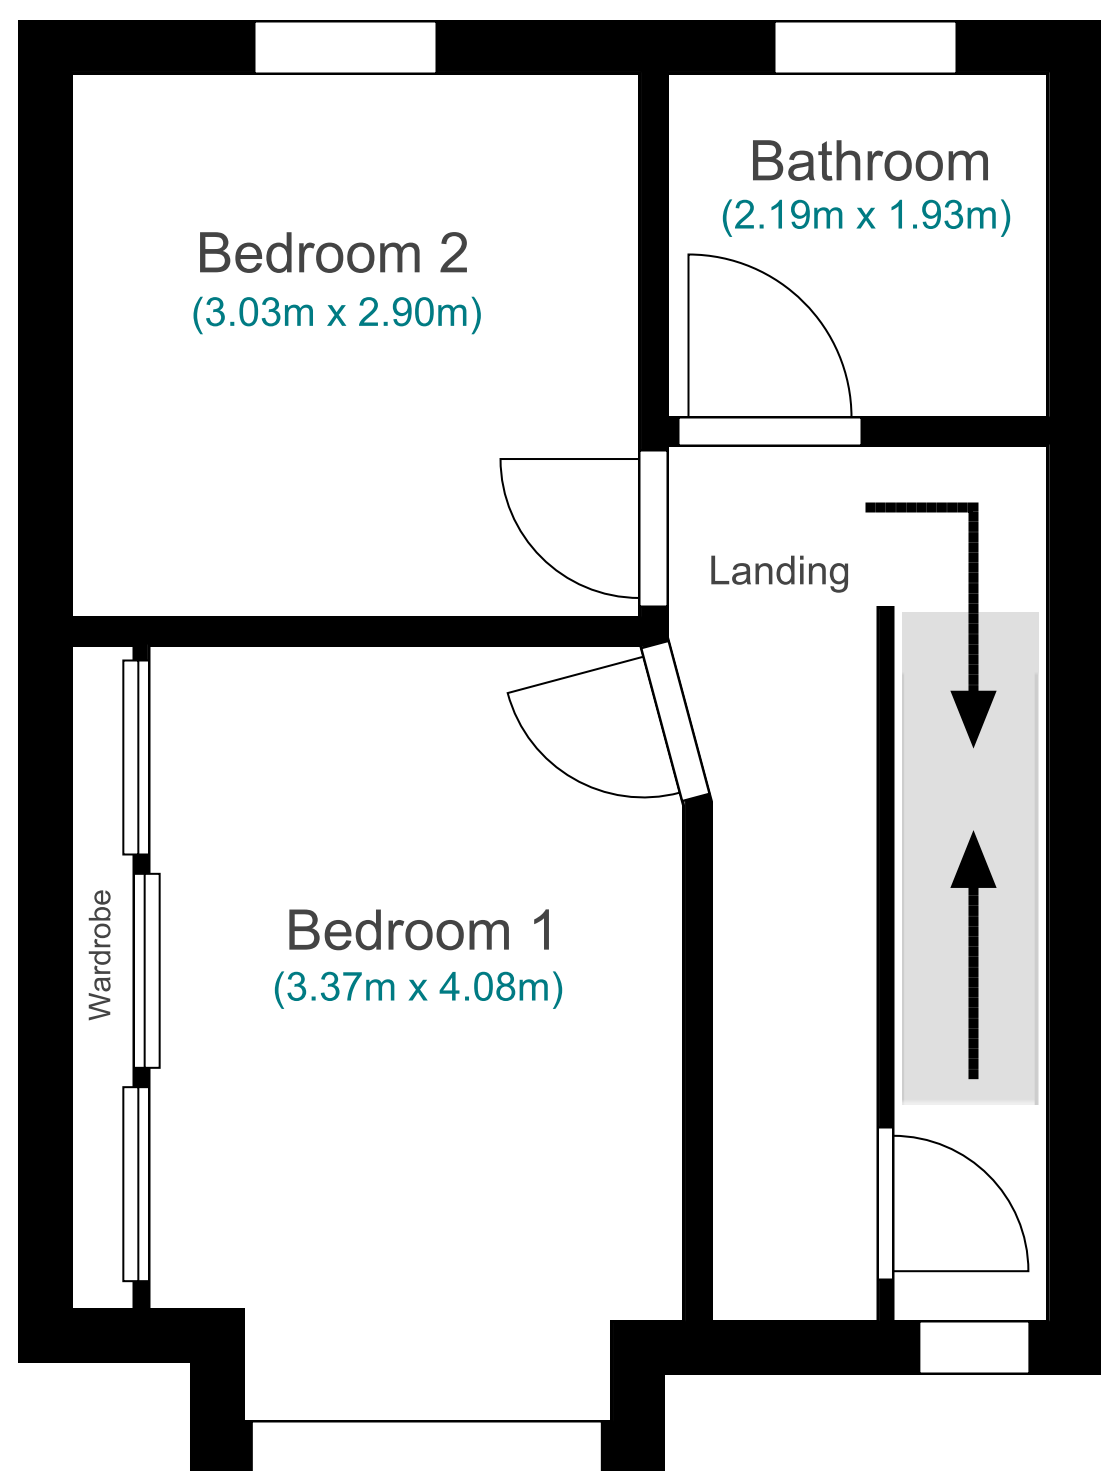 Bathroom
(2.19m x 1.93m)
Bedroom 2
(3.03m x 2.90m)
Landing
Wardrobe
Bedroom 1
(3.37m x 4.08m)